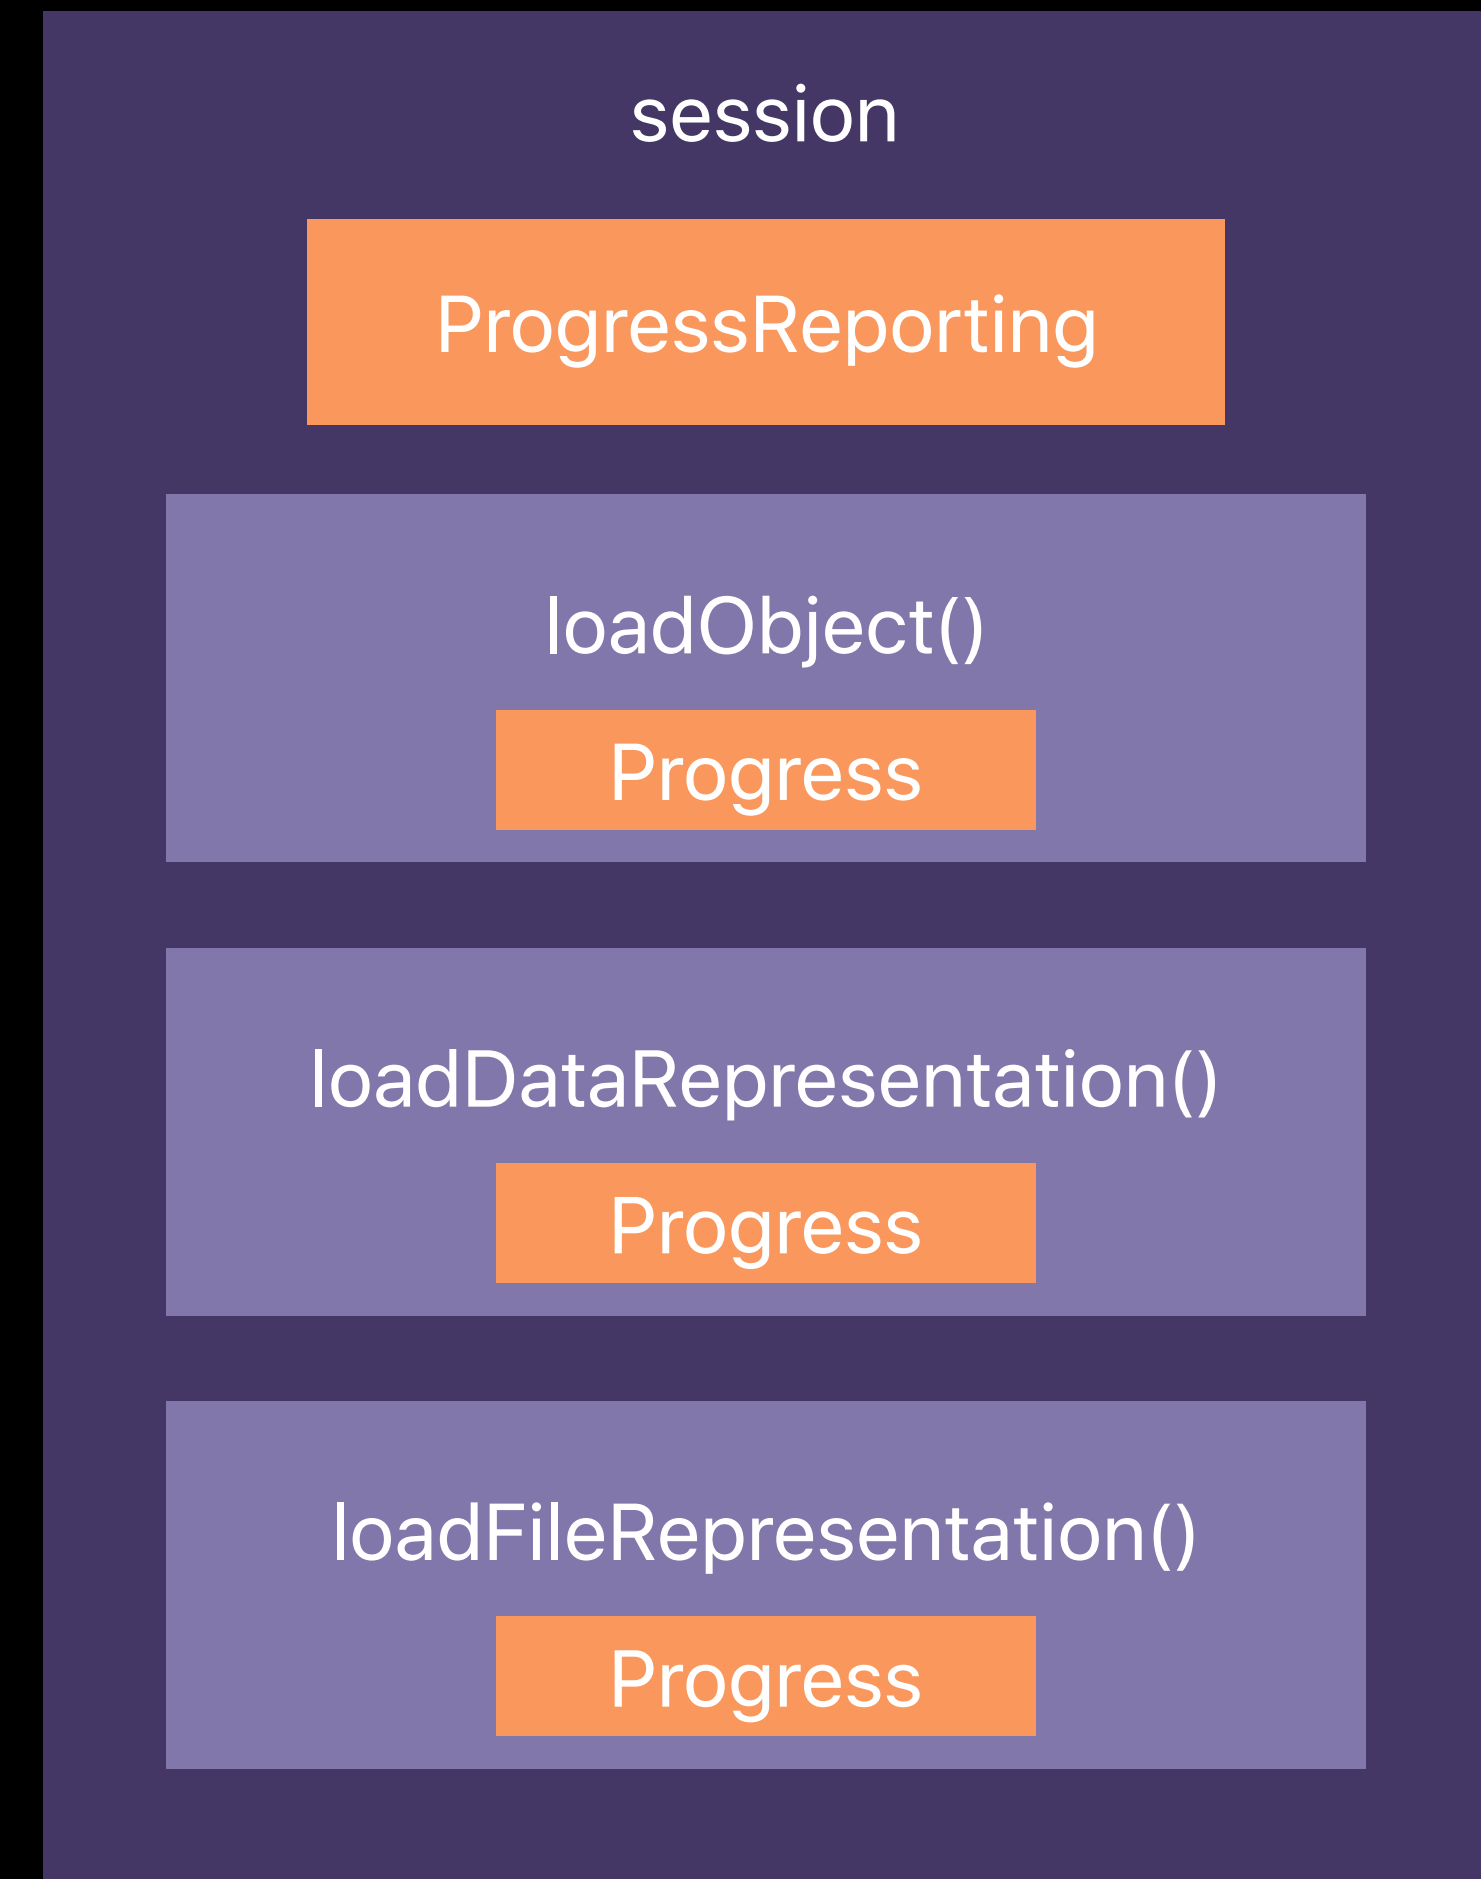 session
ProgressReporting
loadObject()
Progress
loadDataRepresentation()
Progress
loadFileRepresentation()
Progress